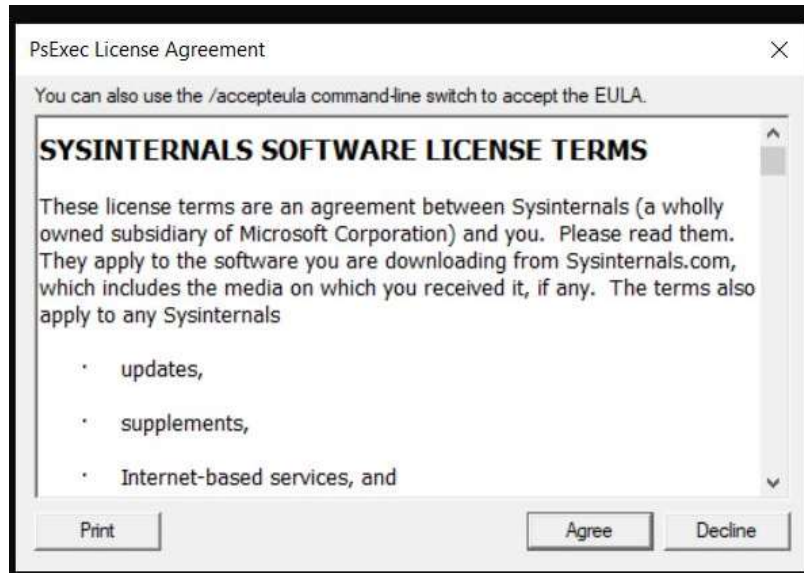 PsExec License Agreement
You can also use the /accepteula command-line switch to accept the EULA.
SYSINTERNALS SOFTWARE LICENSE TERMS
These license terms are an agreement between Sysinternals (a wholly
owned subsidiary of Microsoft Corporation) and you.  Please read them.
They apply to the software you are downloading from Sysinternals.com,
which includes the media on which you received it, if any.  The terms also
apply to any Sysinternals
· updates,
· supplements,
· Internet-based services, and
Print Agree Decline